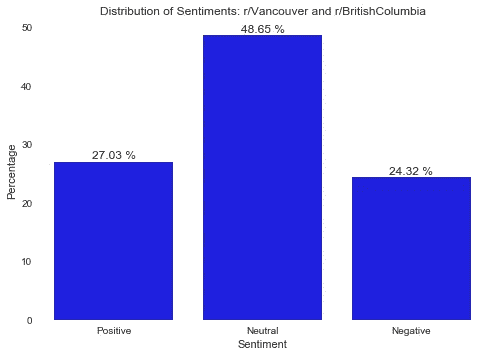 Distribution of Sentiments: r/Vancouver and r/BritishColumbia
50
40
30
20
10
0
Percentage
27.03 %
48.65 %
24.32 %
Positive
Neutral
Negative
Sentiment